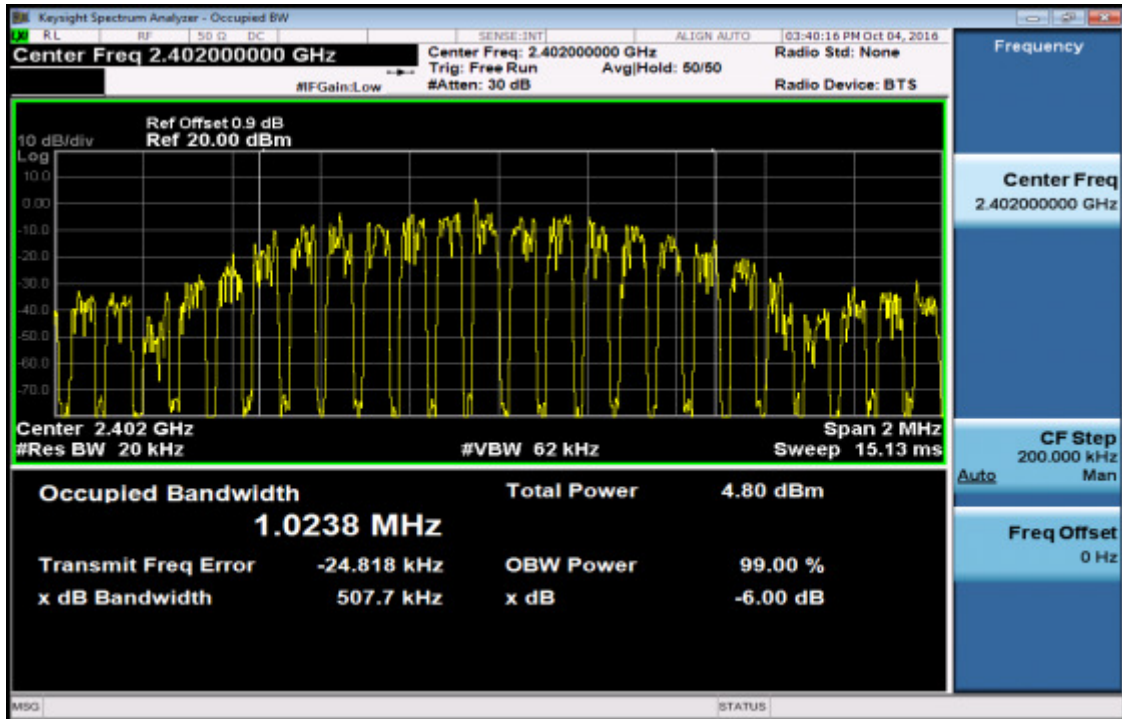 Keysight Spectrum Analyzer - Occupied BW
LXI RL RF 50 Ω DC SENSE:INT ALIGN AUTO 03:40:16 PM Oct 04, 2016
Center Freq 2.402000000 GHz
#IFGain:Low
Center Freq: 2.402000000 GHz
Trig: Free Run Avg|Hold: 50/50
#Atten: 30 dB
Radio Std: None
Radio Device: BTS
Ref Offset 0.9 dB
10 dB/div Ref 20.00 dBm
Log
10.0
0.00
-10.0
-20.0
-30.0
-40.0
-50.0
-60.0
-70.0
Center 2.402 GHz Span 2 MHz
#Res BW 20 kHz #VBW 62 kHz Sweep 15.13 ms
Occupied Bandwidth Total Power 4.80 dBm
1.0238 MHz
Transmit Freq Error -24.818 kHz OBW Power 99.00 %
x dB Bandwidth 507.7 kHz x dB -6.00 dB
Frequency
Center Freq
2.402000000 GHz
CF Step
200.000 kHz
Auto Man
Freq Offset
0 Hz
MSG STATUS